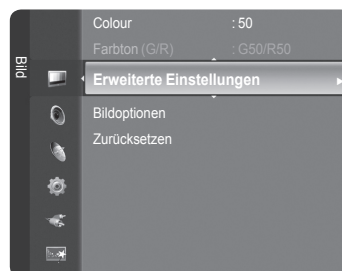 Bild
Colour : 50
Farbton (G/R) : G50/R50
Erweiterte Einstellungen
Bildoptionen
Zurücksetzen